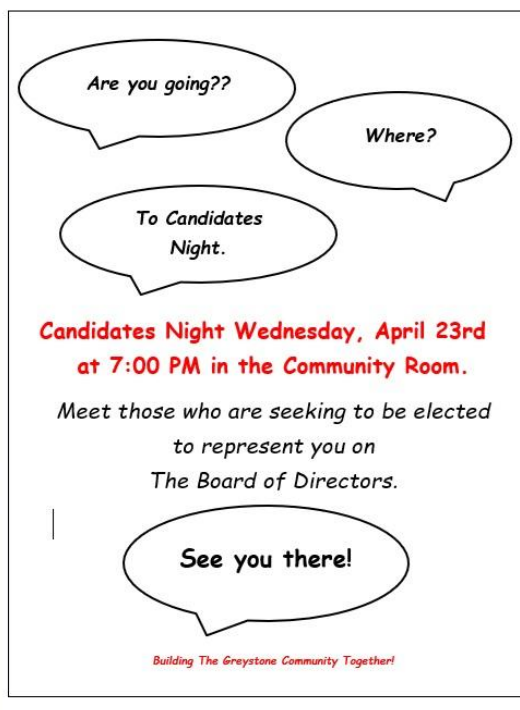 Are you going??
Where?
To Candidates
Night.
Candidates Night Wednesday, April 23rd
at 7:00 PM in the Community Room.
Meet those who are seeking to be elected
to represent you on
The Board of Directors.
See you there!
Building The Greystone Community Together!